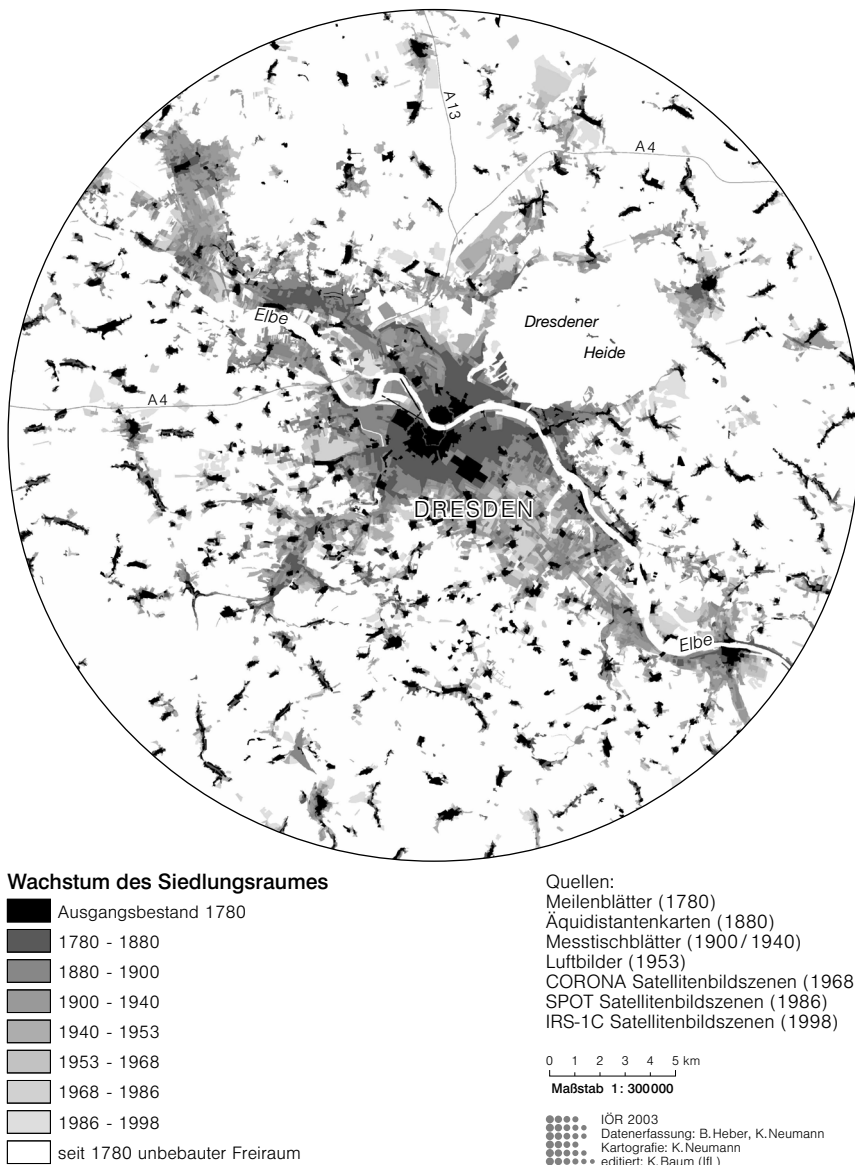 A13
A4
Elbe
Dresdener
Heide
A4
DRESDEN
Elbe
Wachstum des Siedlungsraumes
Ausgangsbestand 1780
1780 - 1880
1880 - 1900
1900 - 1940
1940 - 1953
1953 - 1968
1968 - 1986
1986 - 1998
seit 1780 unbebauter Freiraum
Quellen:
Meilenblätter (1780)
Äquidistantenkarten (1880)
Messtischblätter (1900/1940)
Luftbilder (1953)
CORONA Satellitenbildszenen (1968
SPOT Satellitenbildszenen (1986)
IRS-1C Satellitenbildszenen (1998)
0 1 2 3 4 5 km
Maßstab 1:300000
IÖR 2003
Datenerfassung: B.Heber, K.Neumann
Kartografie: K.Neumann
editiert: K.Baum (IfL)